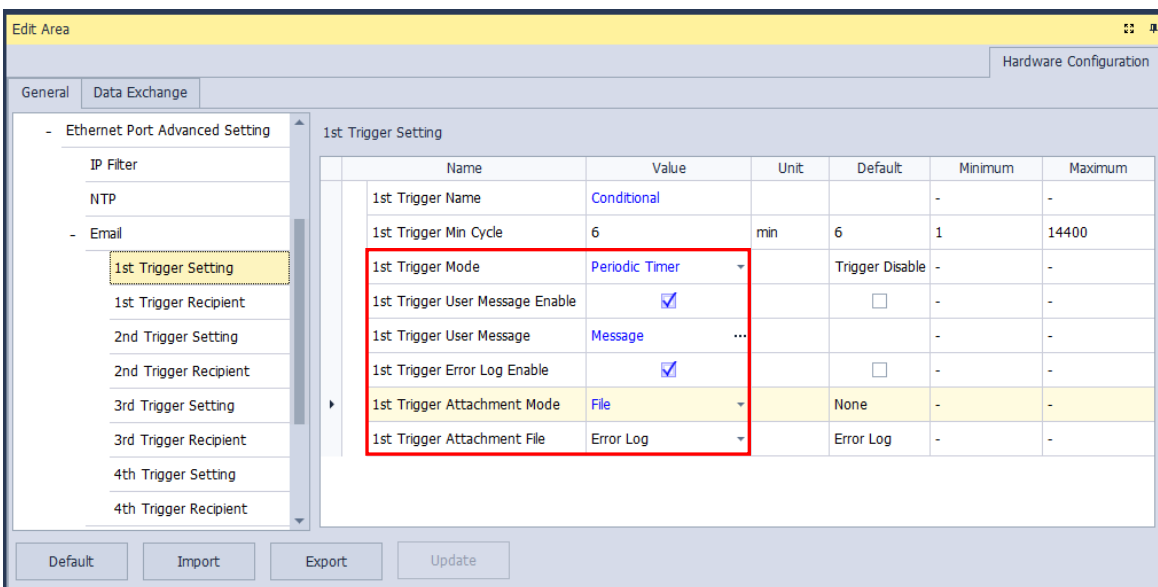 Edit Area
Hardware Configuration
General Data Exchange
- Ethernet Port Advanced Setting
IP Filter
NTP
- Email
1st Trigger Setting
1st Trigger Recipient
2nd Trigger Setting
2nd Trigger Recipient
3rd Trigger Setting
3rd Trigger Recipient
4th Trigger Setting
4th Trigger Recipient
1st Trigger Setting
Name Value Unit Default Minimum Maximum
1st Trigger Name Conditional - -
1st Trigger Min Cycle 6 min 6 1 14400
1st Trigger Mode Periodic Timer Trigger Disable - -
1st Trigger User Message Enable - -
1st Trigger User Message Message ... - -
1st Trigger Error Log Enable - -
1st Trigger Attachment Mode File None - -
1st Trigger Attachment File Error Log Error Log - -
Default Import Export Update